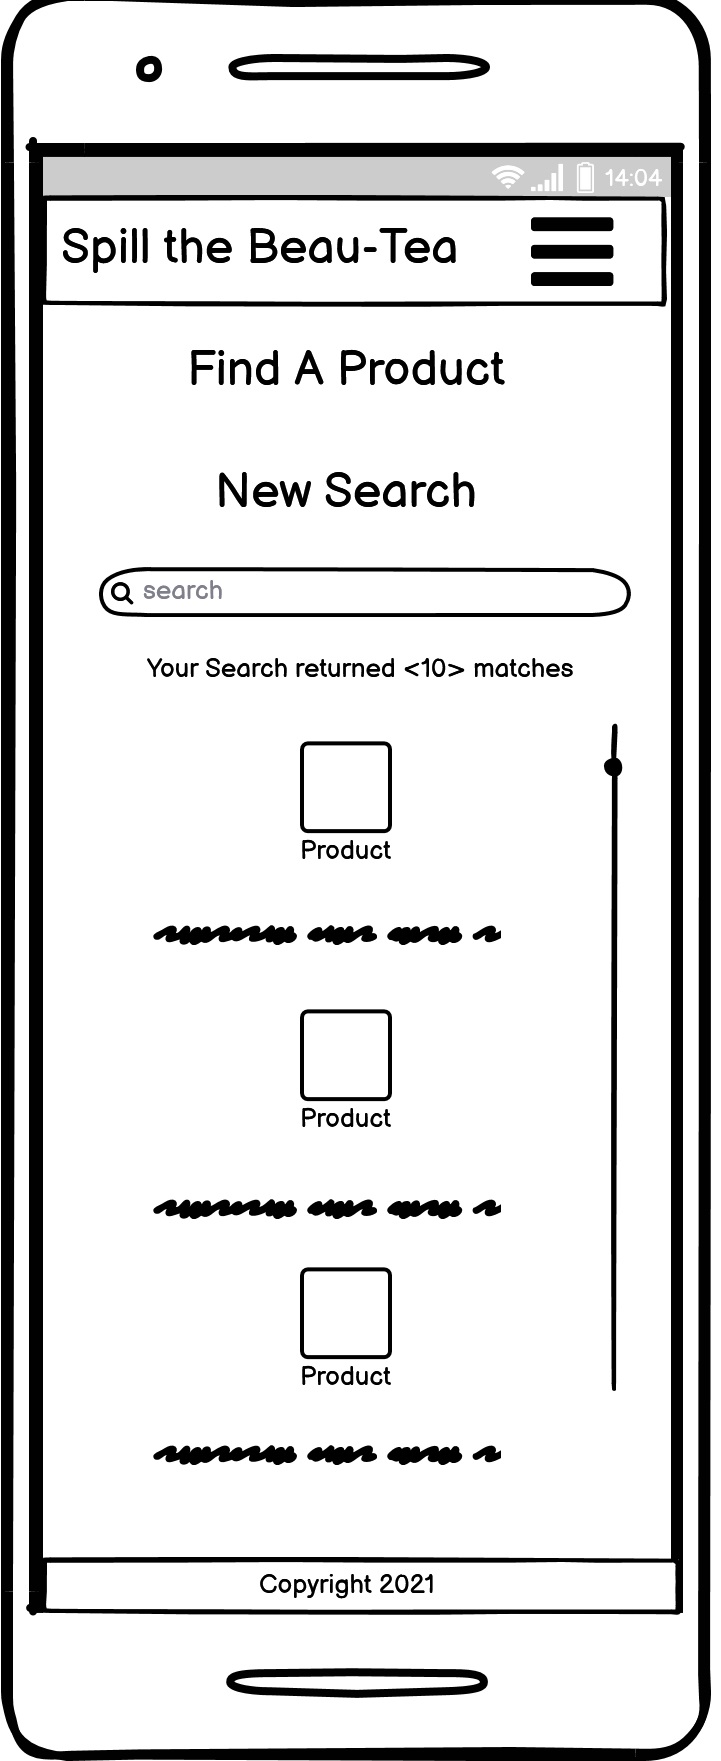 14:04
Spill the Beau-Tea
Find A Product
New Search
search
Your Search returned <10> matches
Product
Product
Product
Copyright 2021